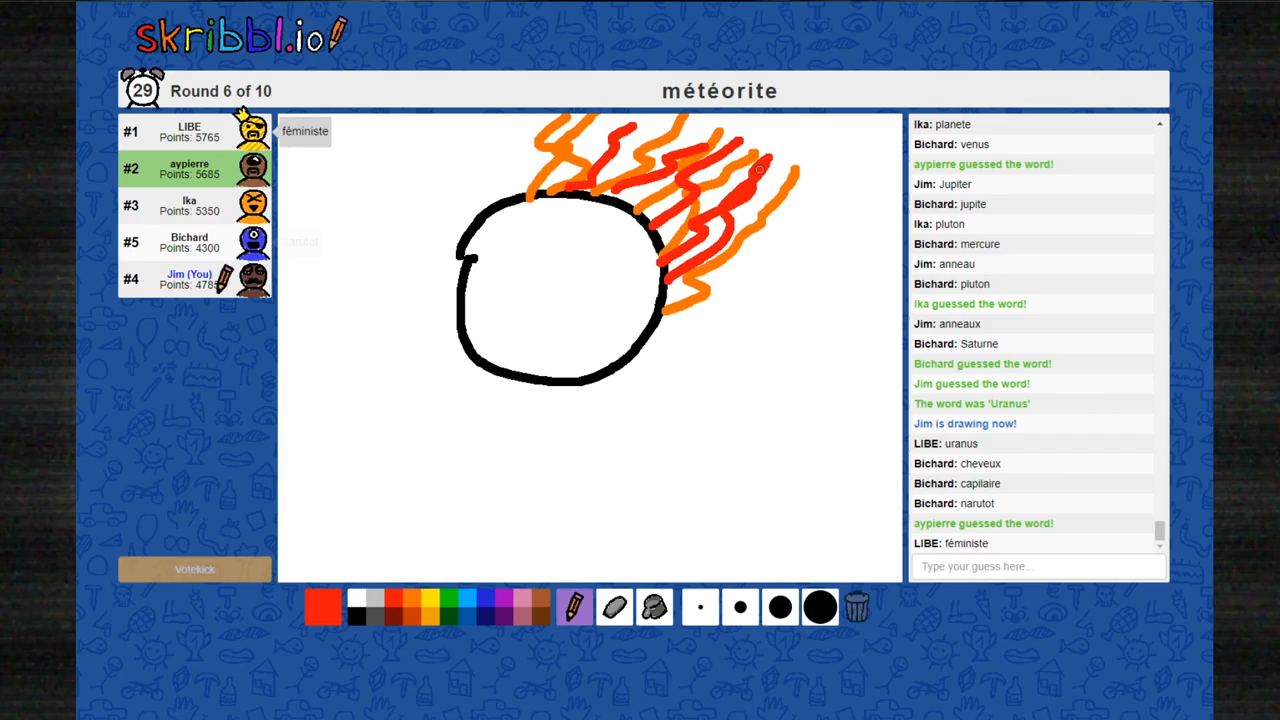 skribbl.io
29
Round 6 of 10
météorite
#1
LIBE
Points: 5765
féministe
#2
aypierre
Points: 5685
#3
Ika
Points: 5350
#5
Bichard
Points: 4300
narutot
#4
Jim (You)
Points: 4785
Votekick
Ika: planete
Bichard: venus
aypierre guessed the word!
Jim: Jupiter
Bichard: jupite
Ika: pluton
Bichard: mercure
Jim: anneau
Bichard: pluton
Ika guessed the word!
Jim: anneaux
Bichard: Saturne
Bichard guessed the word!
Jim guessed the word!
The word was 'Uranus'
Jim is drawing now!
LIBE: uranus
Bichard: cheveux
Bichard: capilaire
Bichard: narutot
aypierre guessed the word!
LIBE: féministe
Type your guess here...